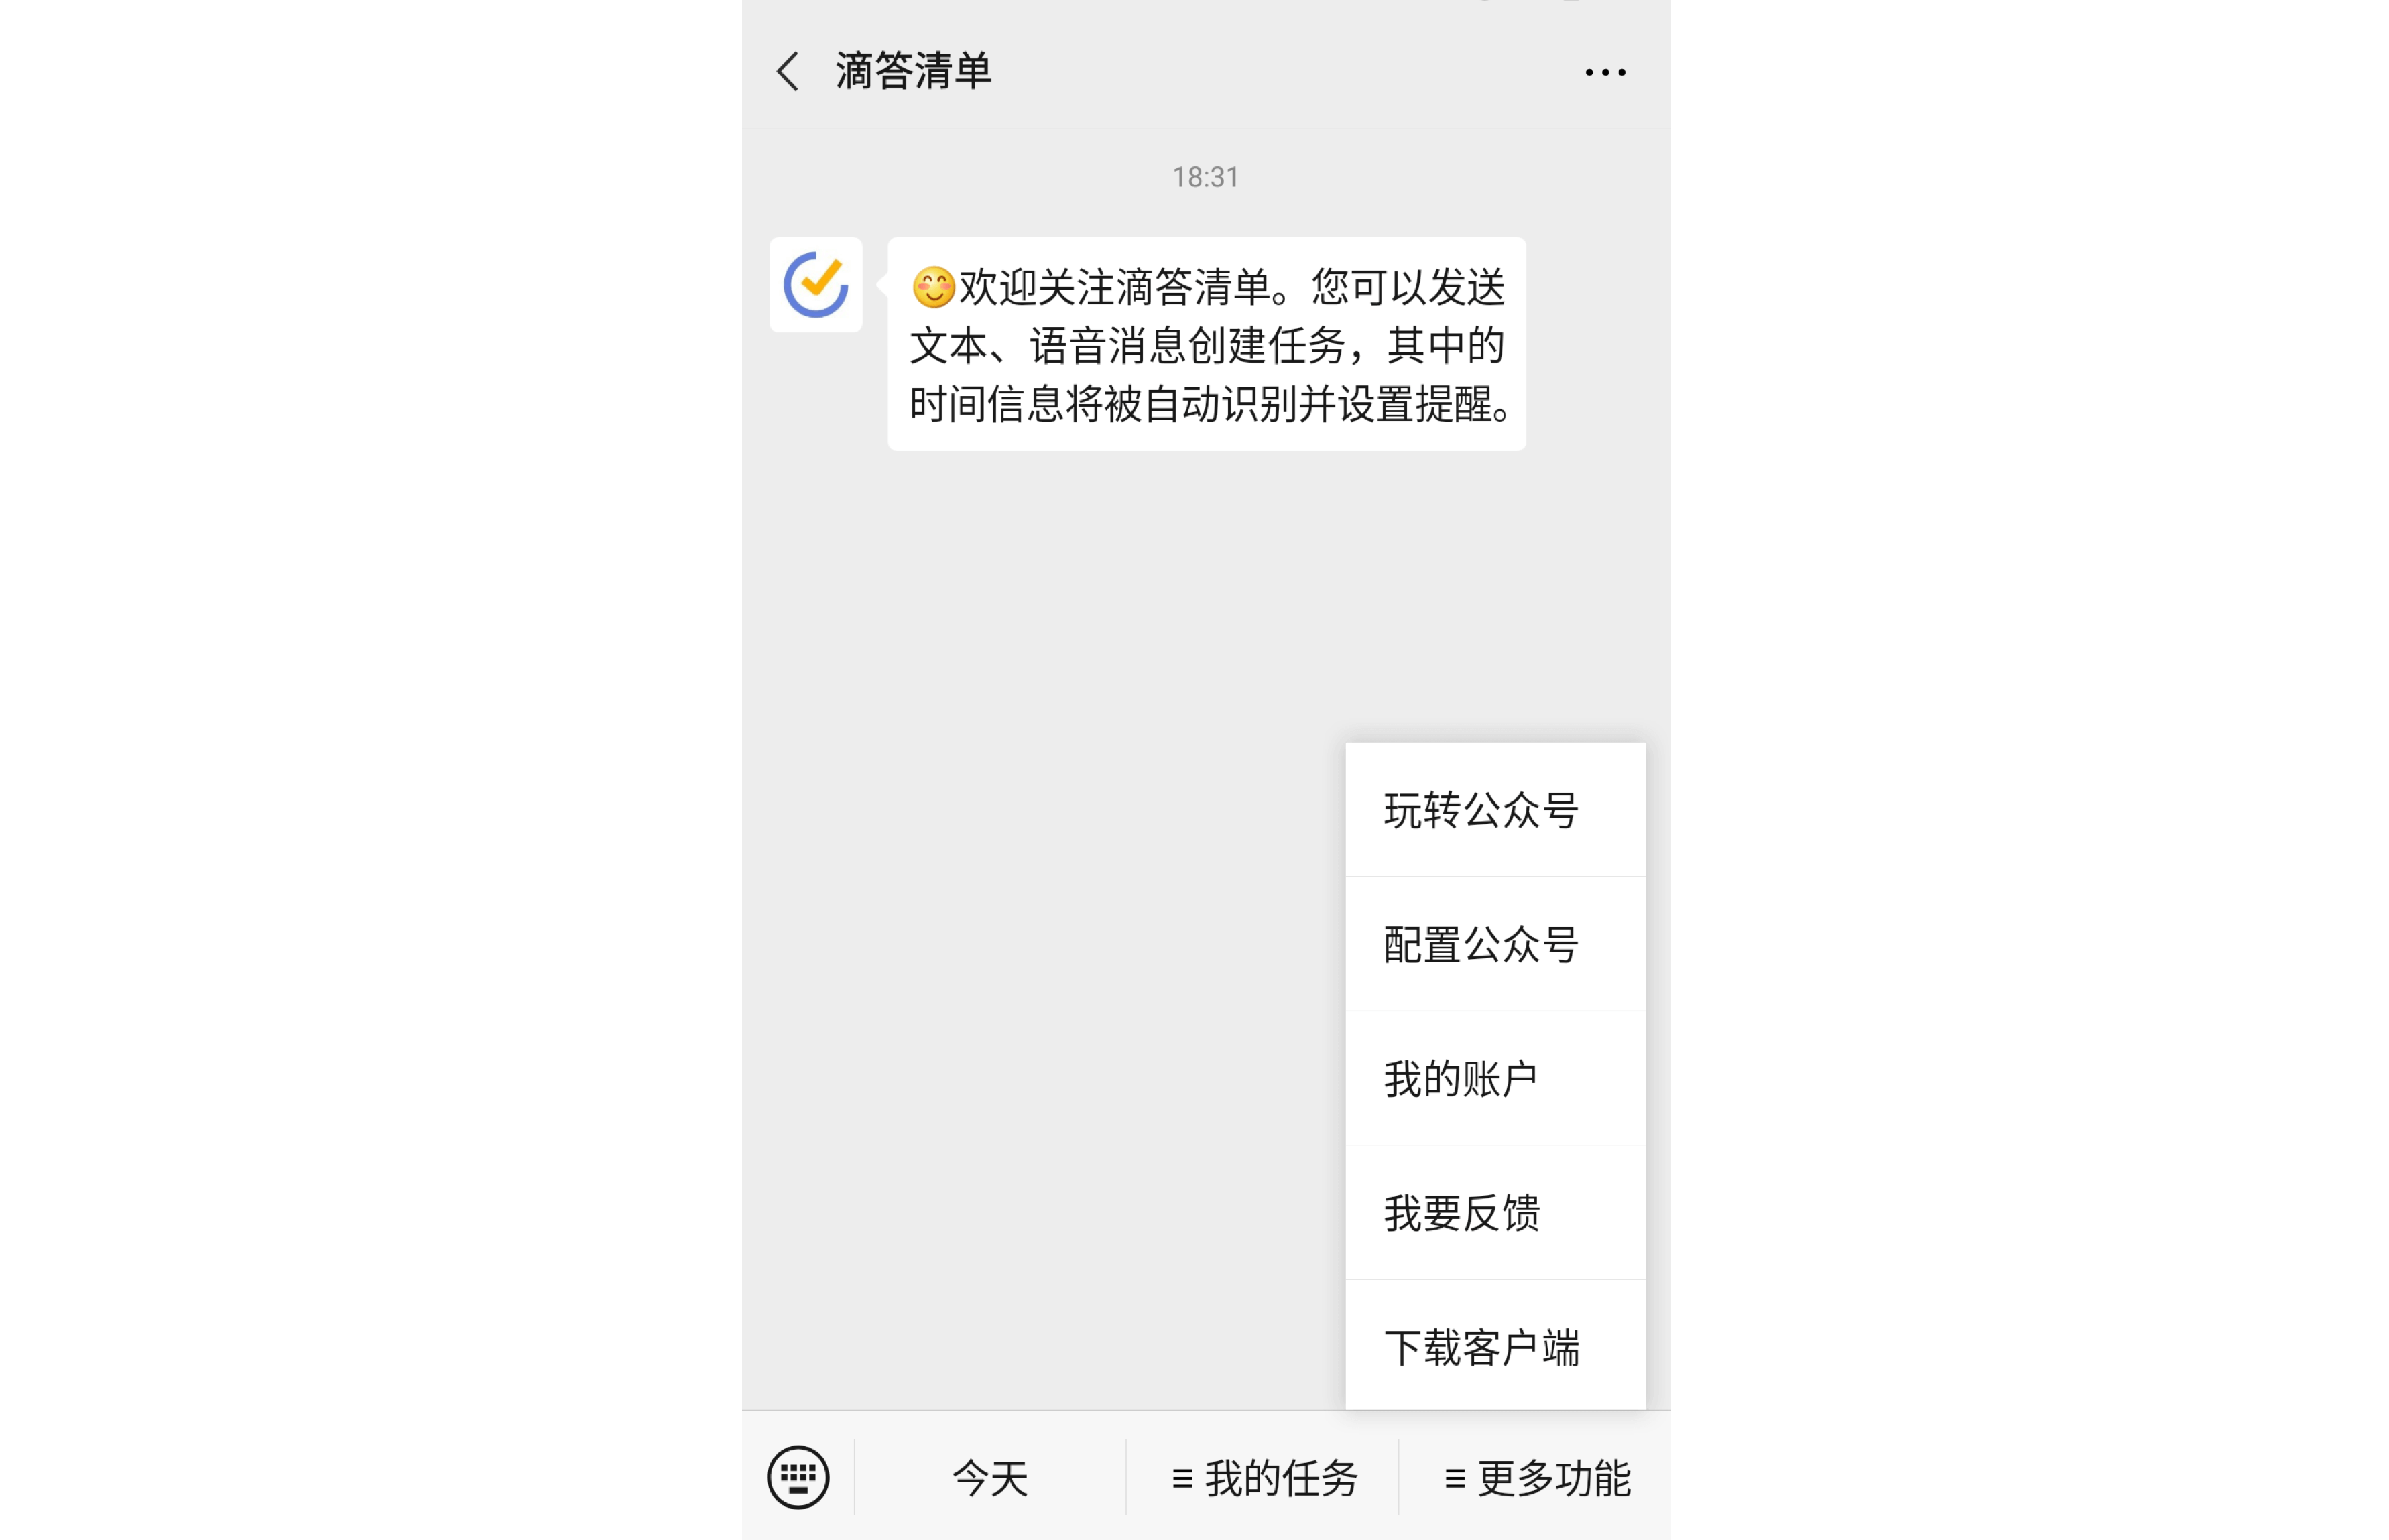 滴答清单
18:31
😊欢迎关注滴答清单。您可以发送
文本、语音消息创建任务，其中的
时间信息将被自动识别并设置提醒。
玩转公众号
配置公众号
我的账户
我要反馈
下载客户端
今天
我的任务
更多功能